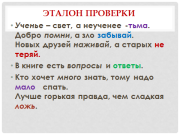 ЭТАЛОН ПРОВЕРКИ
•Ученье – свет, а неученее -тьма.
Добро помни, а зло забывай.
Новых друзей наживай, а старых не
теряй.
•В книге есть вопросы и ответы.
•Кто хочет много знать, тому надо
мало спать.
Лучше горькая правда, чем сладкая
ложь.